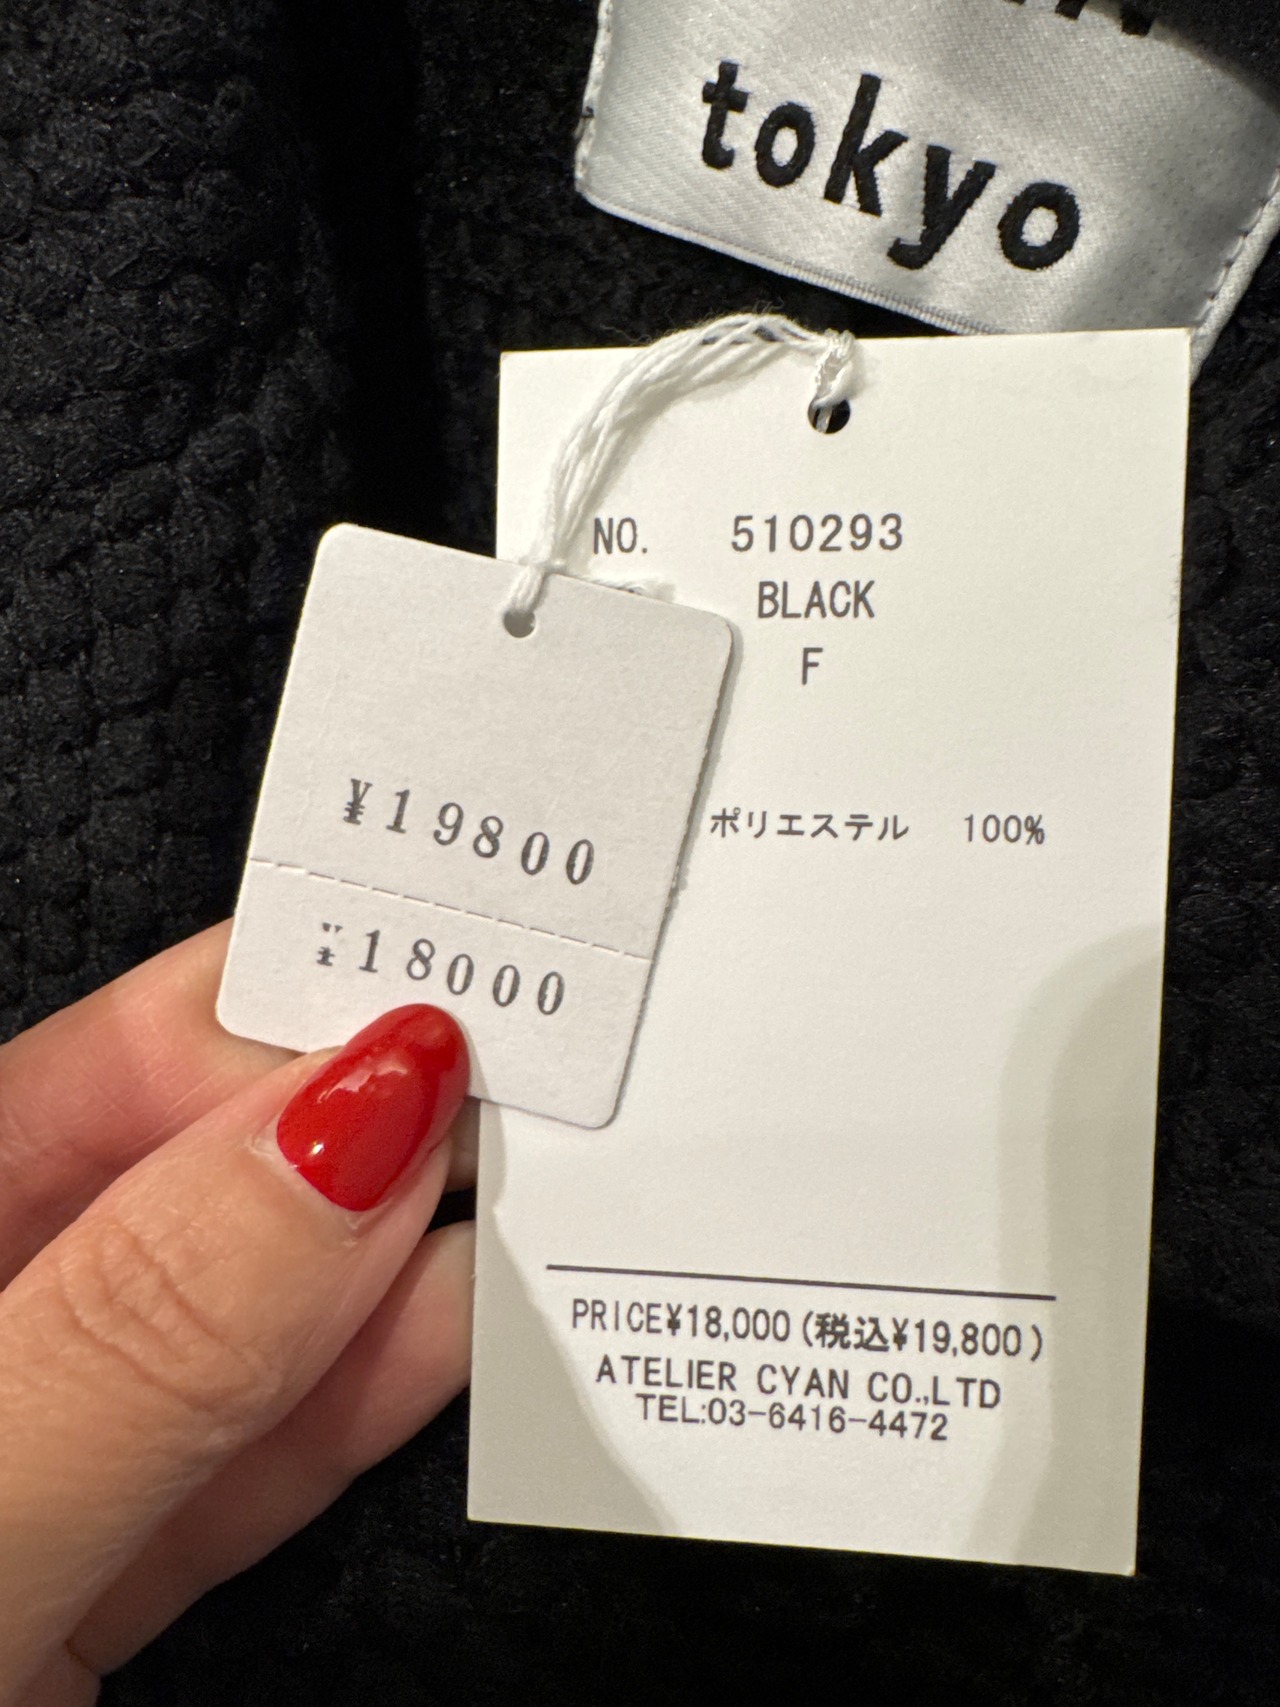 tokyo
NO. 510293
BLACK
F
ポリエステル 100%
¥19800
¥18000
PRICE¥18,000(税込¥19,800)
ATELIER CYAN CO.,LTD
TEL:03-6416-4472